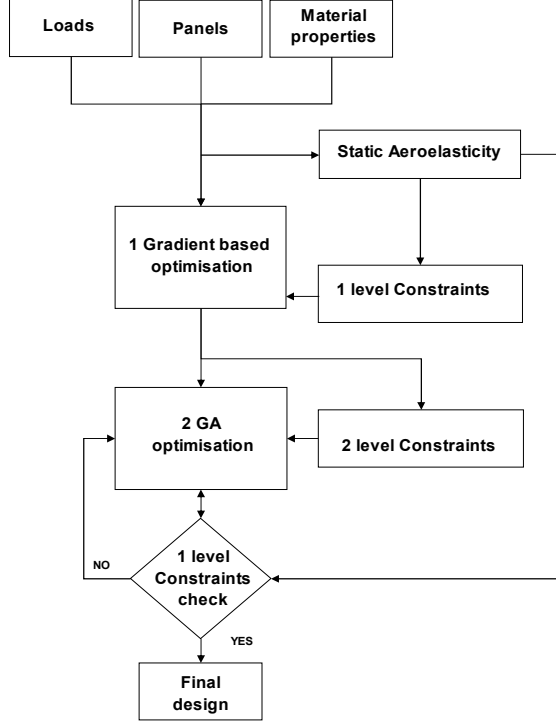 Loads
Panels
Material
properties
Static Aeroelasticity
1 Gradient based
optimisation
1 level Constraints
2 GA
optimisation
2 level Constraints
1 level
Constraints
check
NO
YES
Final
design